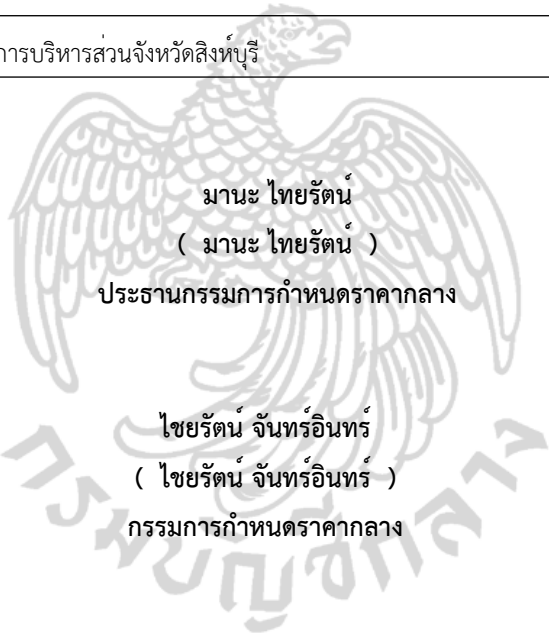 การบริหารส่วนจังหวัดสิงห์บุรี
มานะ ไทยรัตน์
( มานะ ไทยรัตน์ )
ประธานกรรมการกำหนดราคากลาง
ไชยรัตน์ จันทร์อินทร์
( ไชยรัตน์ จันทร์อินทร์ )
กรรมการกำหนดราคากลาง
กรมบัญชีกลาง